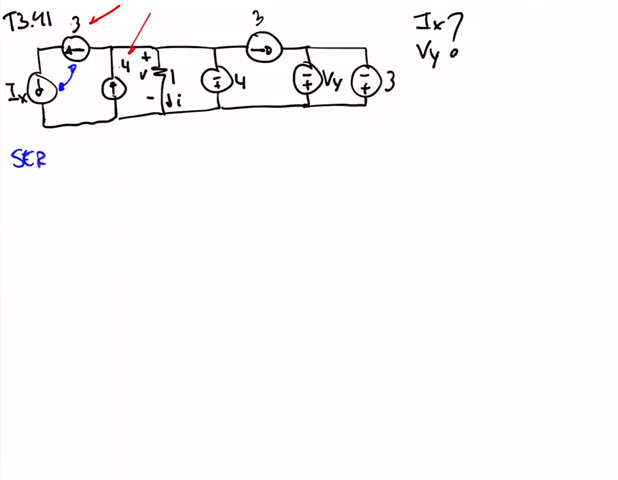 T3.41
3
3
Ix?
Vy?
Ix
4
+
v
-
1
i
-
+
4
-
+
Vy
-
+
3
SER